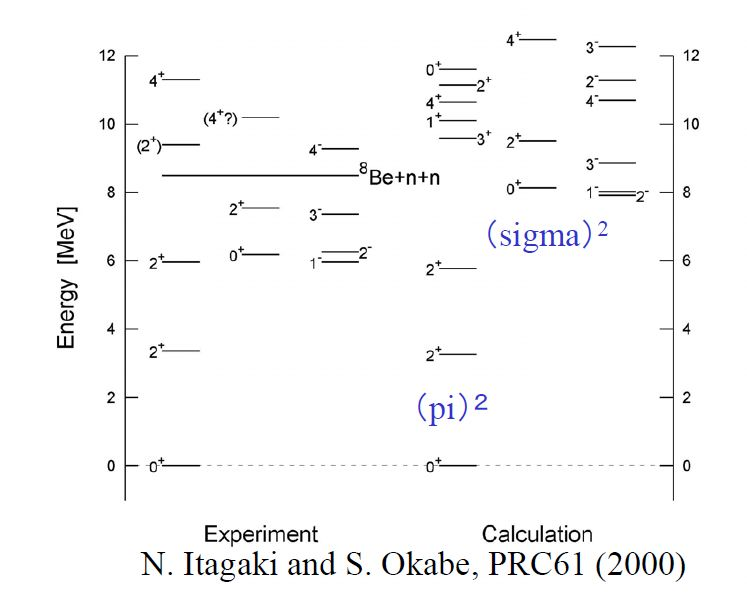 4⁺ 3⁻
12 0⁺ 12
4⁺ 2⁺ 2⁻
4⁺ 4⁻
(4⁺?) 1⁺
10 10
(2⁺) 4⁻ 3⁺ 2⁺
⁸Be+n+n 3⁻
8 0⁺ 1⁻ 2⁻ 8
2⁺ 3⁻
(sigma)²
6 2⁺ 0⁺ 1⁻ 2⁻ 2⁺ 6
Energy [MeV]
4 4
2⁺ 2⁺
2 (pi)² 2
0 0⁺ 0⁺ 0
Experiment Calculation
N. Itagaki and S. Okabe, PRC61 (2000)